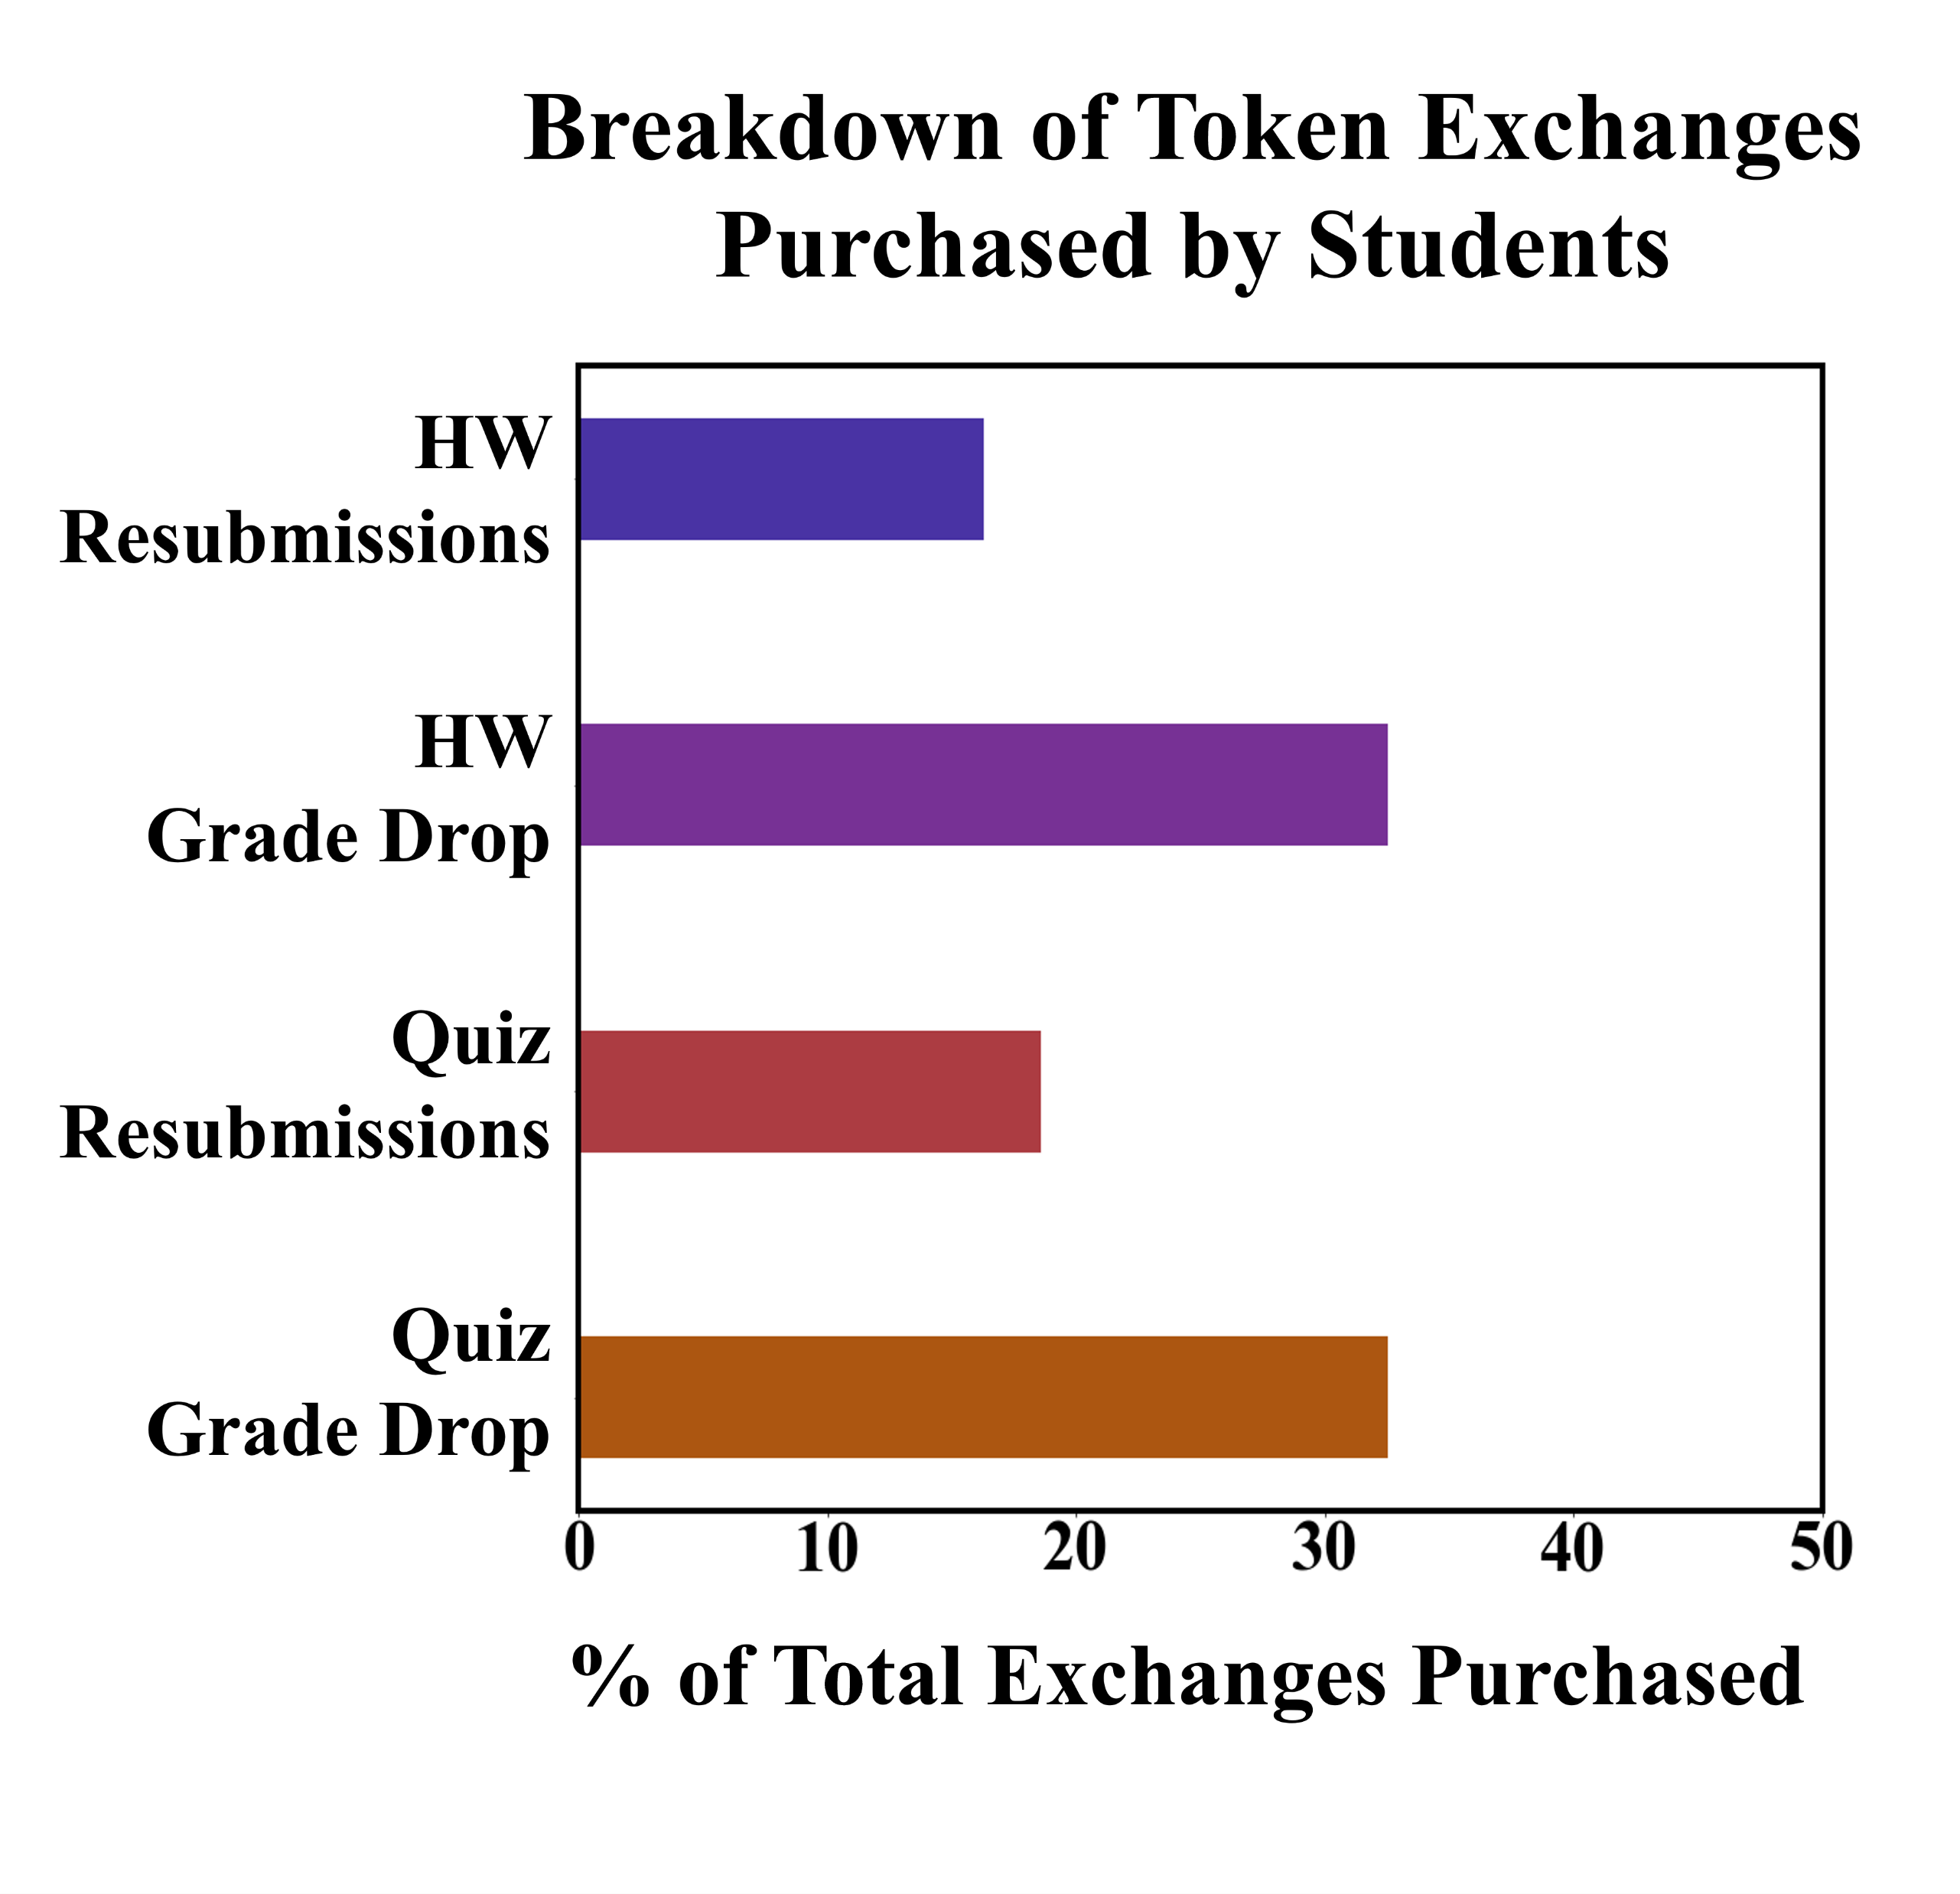 Breakdown of Token Exchanges
Purchased by Students
HW
Resubmissions
HW
Grade Drop
Quiz
Resubmissions
Quiz
Grade Drop
0 10 20 30 40 50
% of Total Exchanges Purchased